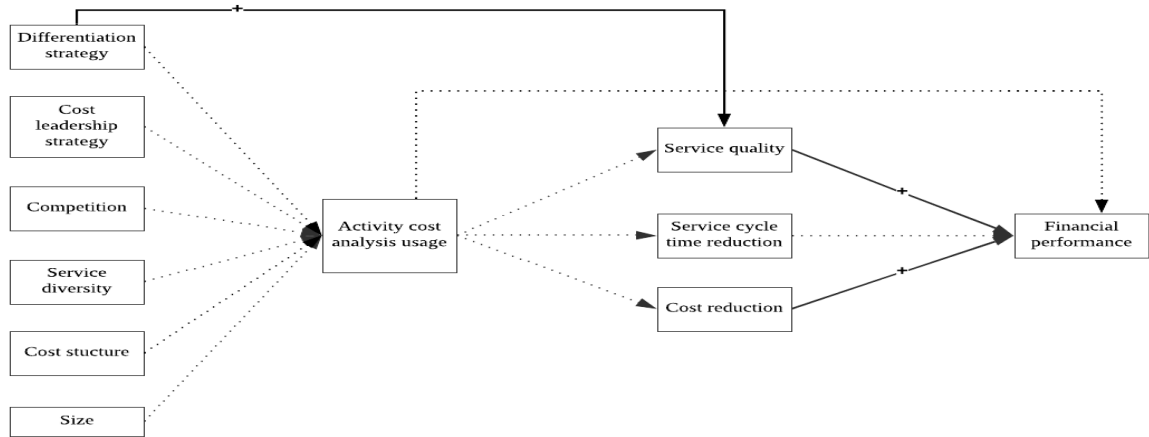 +
Differentiation
strategy
Cost
leadership
strategy
Competition
Service
diversity
Cost stucture
Size
Activity cost
analysis usage
Service quality
Service cycle
time reduction
Cost reduction
+
+
Financial
performance